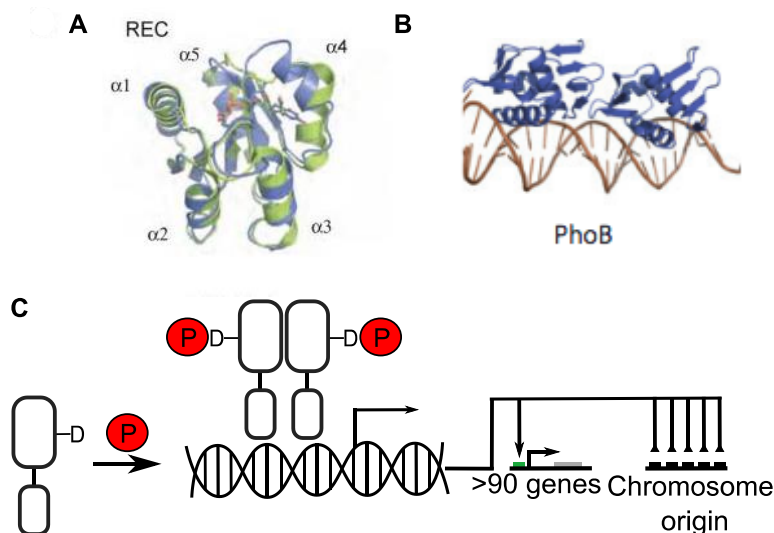 A
REC
α1
α5
α4
α2
α3
B
PhoB
C
P
D
D
P
D
P
>90 genes
Chromosome
origin